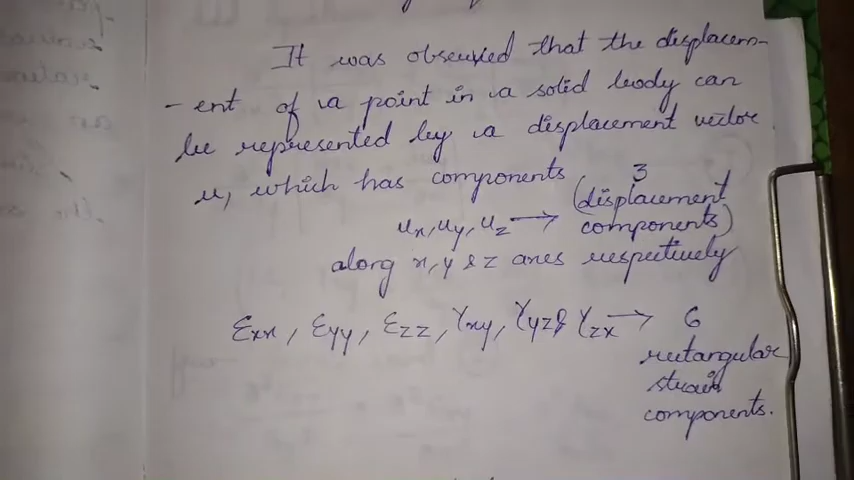 It was observed that the displacem-
- ent of a point in a solid body can
be represented by a displacement vector
u, which has components
3
(displacement
uₓ, u_y, u_z → components)
along x, y & z axes respectively
εxx, εyy, εzz, γxy, γyz & γzx → 6
rectangular
strain
components.